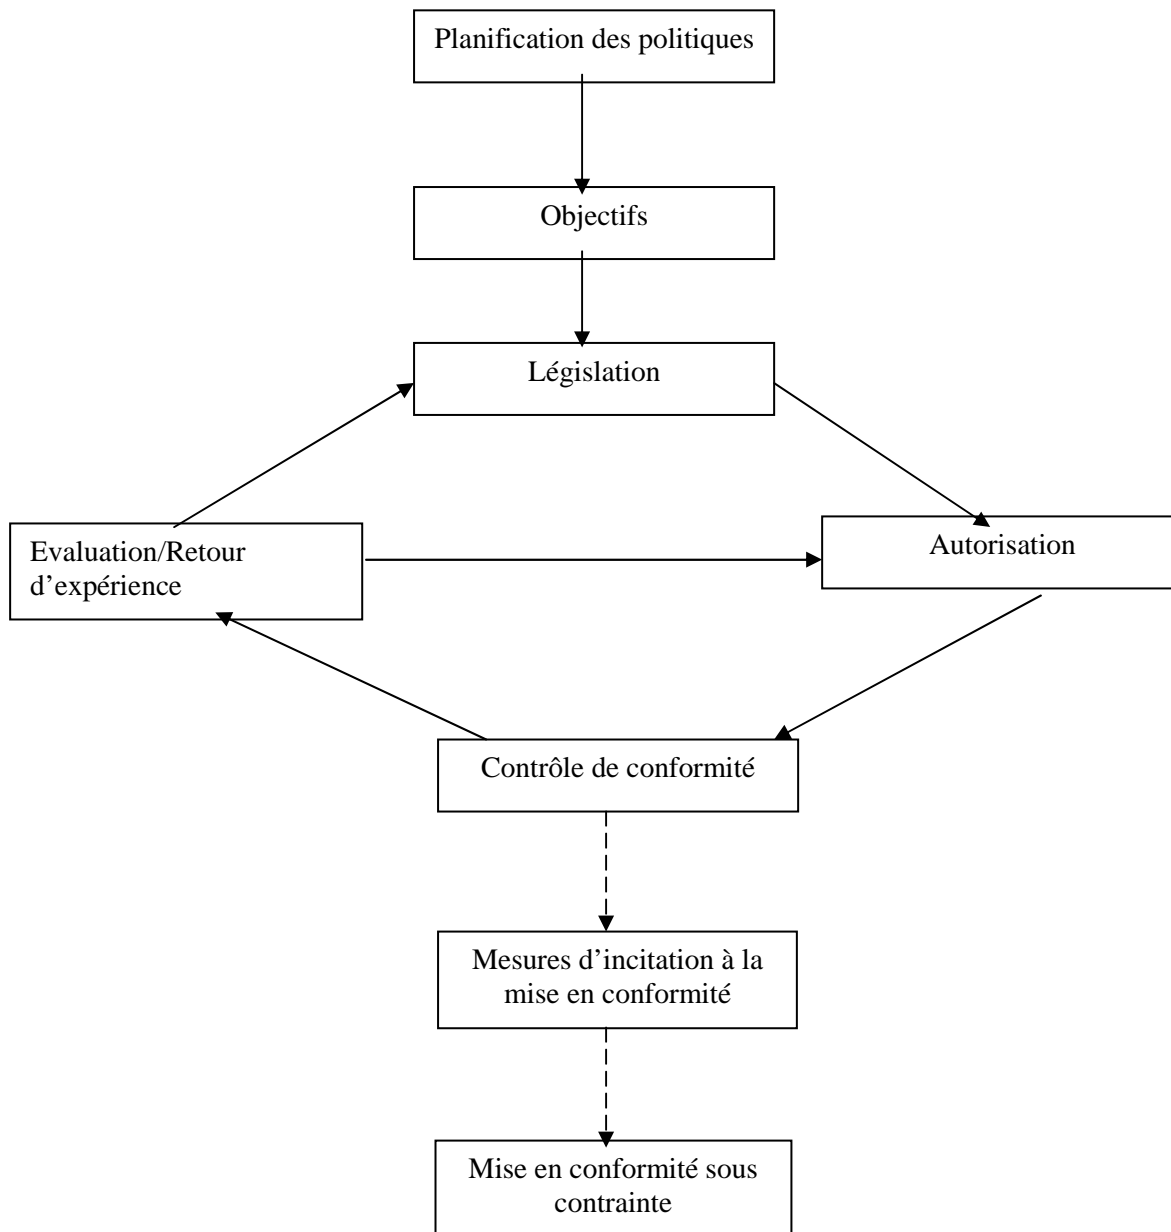 Planification des politiques
Objectifs
Législation
Evaluation/Retour
d’expérience
Autorisation
Contrôle de conformité
Mesures d’incitation à la
mise en conformité
Mise en conformité sous
contrainte